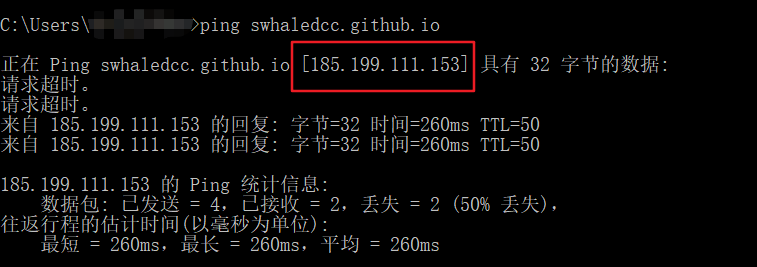 C:\Users\>ping swhaledcc.github.io
正在 Ping swhaledcc.github.io [185.199.111.153] 具有 32 字节的数据:
请求超时。
请求超时。
来自 185.199.111.153 的回复: 字节=32 时间=260ms TTL=50
来自 185.199.111.153 的回复: 字节=32 时间=260ms TTL=50
185.199.111.153 的 Ping 统计信息:
数据包: 已发送 = 4，已接收 = 2，丢失 = 2 (50% 丢失)，
往返行程的估计时间(以毫秒为单位):
最短 = 260ms，最长 = 260ms，平均 = 260ms